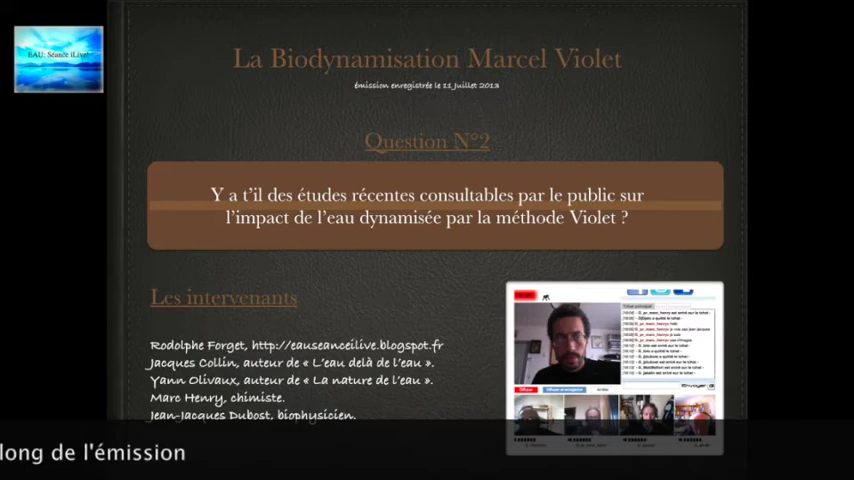 EAU: Séance iLive!
La Biodynamisation Marcel Violet
émission enregistrée le 11 Juillet 2013
Question N°2
Y a t'il des études récentes consultables par le public sur
l'impact de l'eau dynamisée par la méthode Violet ?
Les intervenants
Rodolphe Forget, http://eauseanceilive.blogspot.fr
Jacques Collin, auteur de « L'eau delà de l'eau ».
Yann Olivaux, auteur de « La nature de l'eau ».
Marc Henry, chimiste.
Jean-Jacques Dubost, biophysicien.
long de l'émission